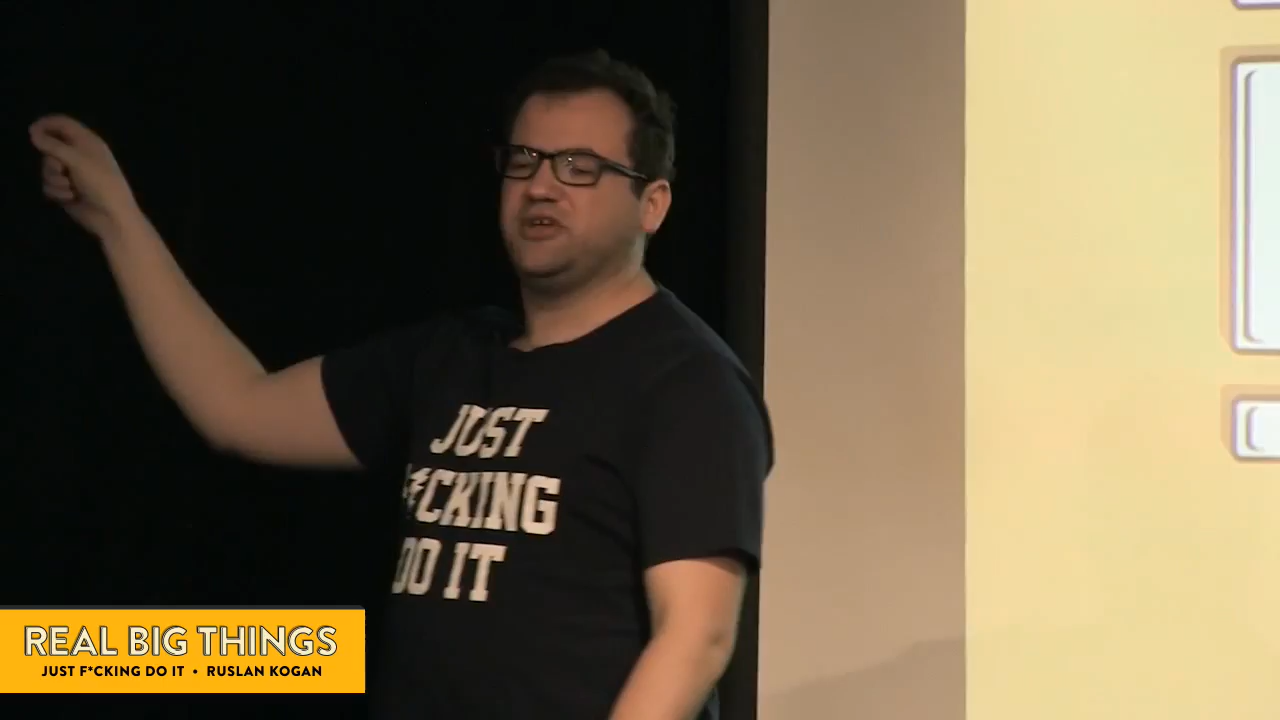 JUST
F*CKING
DO IT
REAL BIG THINGS
JUST F*CKING DO IT • RUSLAN KOGAN